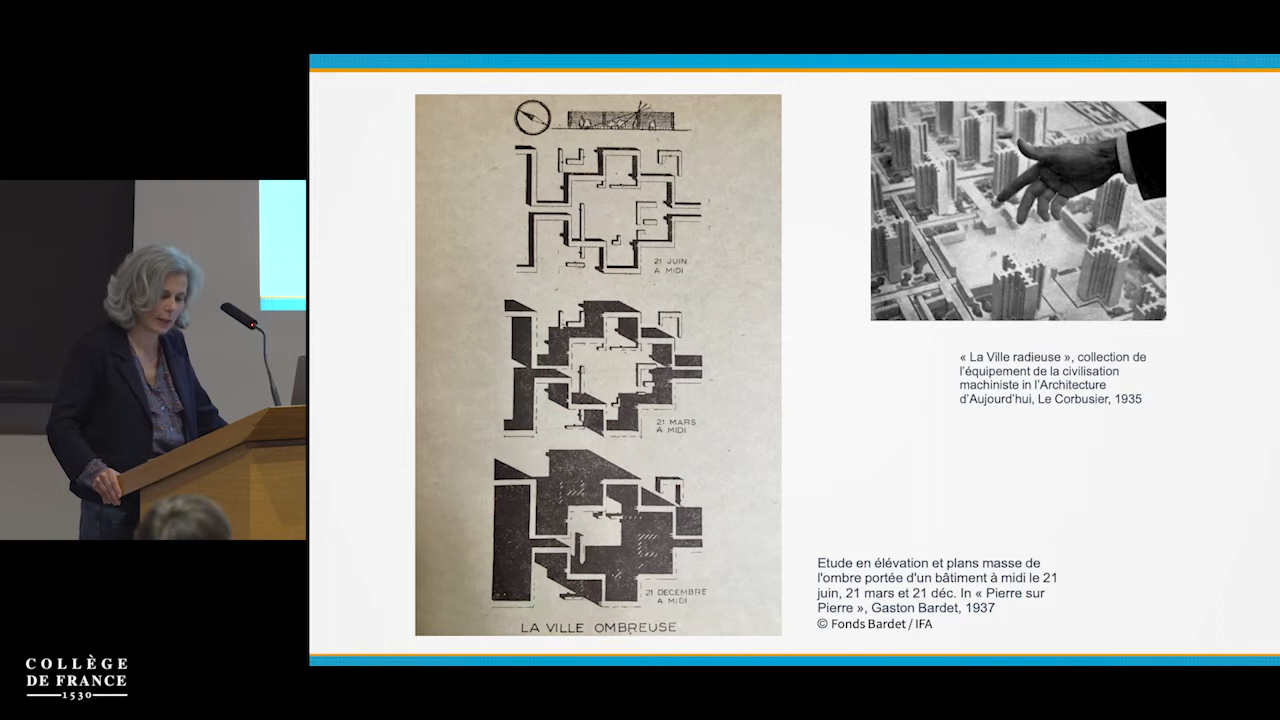 21 JUIN
A MIDI
21 MARS
A MIDI
21 DECEMBRE
A MIDI
LA VILLE OMBREUSE
« La Ville radieuse », collection de
l'équipement de la civilisation
machiniste in l'Architecture
d'Aujourd'hui, Le Corbusier, 1935
Etude en élévation et plans masse de
l'ombre portée d'un bâtiment à midi le 21
juin, 21 mars et 21 déc. In « Pierre sur
Pierre », Gaston Bardet, 1937
© Fonds Bardet / IFA
COLLÈGE
DE FRANCE
1530